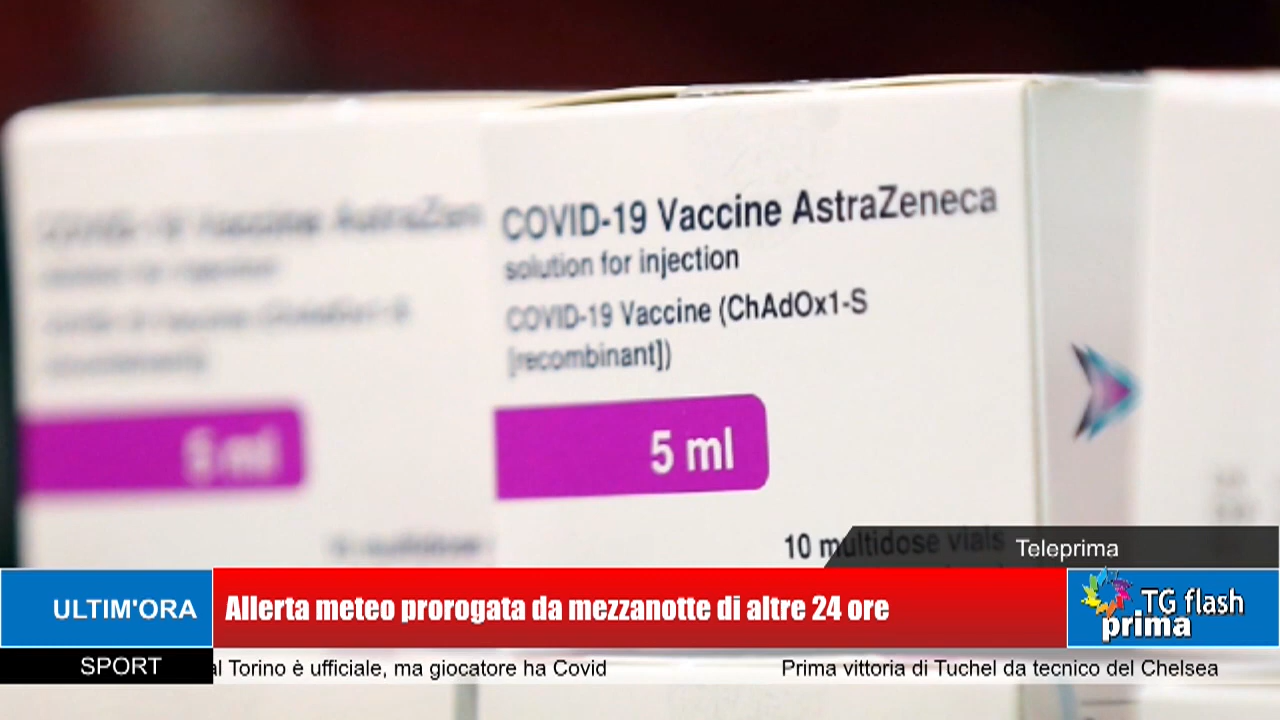 COVID-19 Vaccine AstraZeneca
solution for injection
COVID-19 Vaccine (ChAdOx1-S
[recombinant])
5 ml
5 ml
10 multidose vials
Teleprima
ULTIM'ORA
Allerta meteo prorogata da mezzanotte di altre 24 ore
TG flash
prima
SPORT
al Torino è ufficiale, ma giocatore ha Covid
Prima vittoria di Tuchel da tecnico del Chelsea